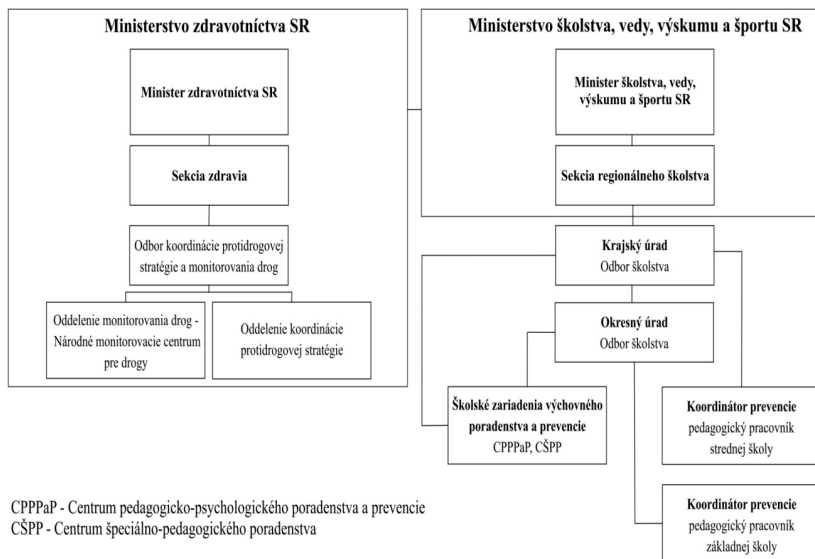 Ministerstvo zdravotníctva SR
Minister zdravotníctva SR
Sekcia zdravia
Odbor koordinácie protidrogovej
stratégie a monitorovania drog
Oddelenie monitorovania drog -
Národné monitorovacie centrum
pre drogy
Oddelenie koordinácie
protidrogovej stratégie
Ministerstvo školstva, vedy, výskumu a športu SR
Minister školstva, vedy,
výskumu a športu SR
Sekcia regionálneho školstva
Krajský úrad
Odbor školstva
Okresný úrad
Odbor školstva
Školské zariadenia výchovného
poradenstva a prevencie
CPPPaP, CŠPP
Koordinátor prevencie
pedagogický pracovník
strednej školy
Koordinátor prevencie
pedagogický pracovník
základnej školy
CPPPaP - Centrum pedagogicko-psychologického poradenstva a prevencie
CŠPP - Centrum špeciálno-pedagogického poradenstva